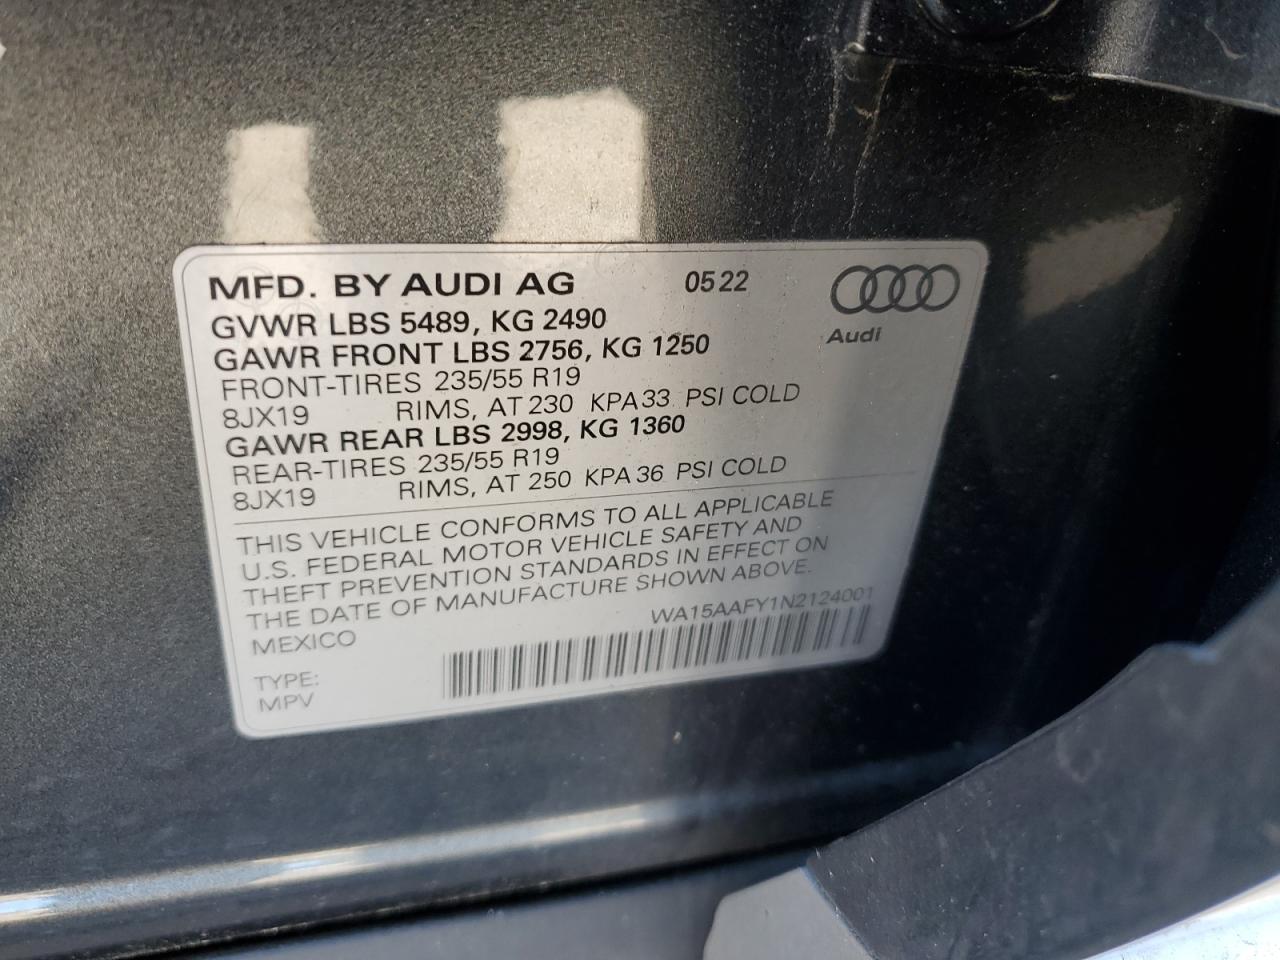 MFD. BY AUDI AG 0522
Audi
GVWR LBS 5489, KG 2490
GAWR FRONT LBS 2756, KG 1250
FRONT-TIRES 235/55 R19
8JX19 RIMS, AT 230 KPA 33 PSI COLD
GAWR REAR LBS 2998, KG 1360
REAR-TIRES 235/55 R19
8JX19 RIMS, AT 250 KPA 36 PSI COLD
THIS VEHICLE CONFORMS TO ALL APPLICABLE
U.S. FEDERAL MOTOR VEHICLE SAFETY AND
THEFT PREVENTION STANDARDS IN EFFECT ON
THE DATE OF MANUFACTURE SHOWN ABOVE.
MEXICO WA15AAFY1N2124001
TYPE:
MPV